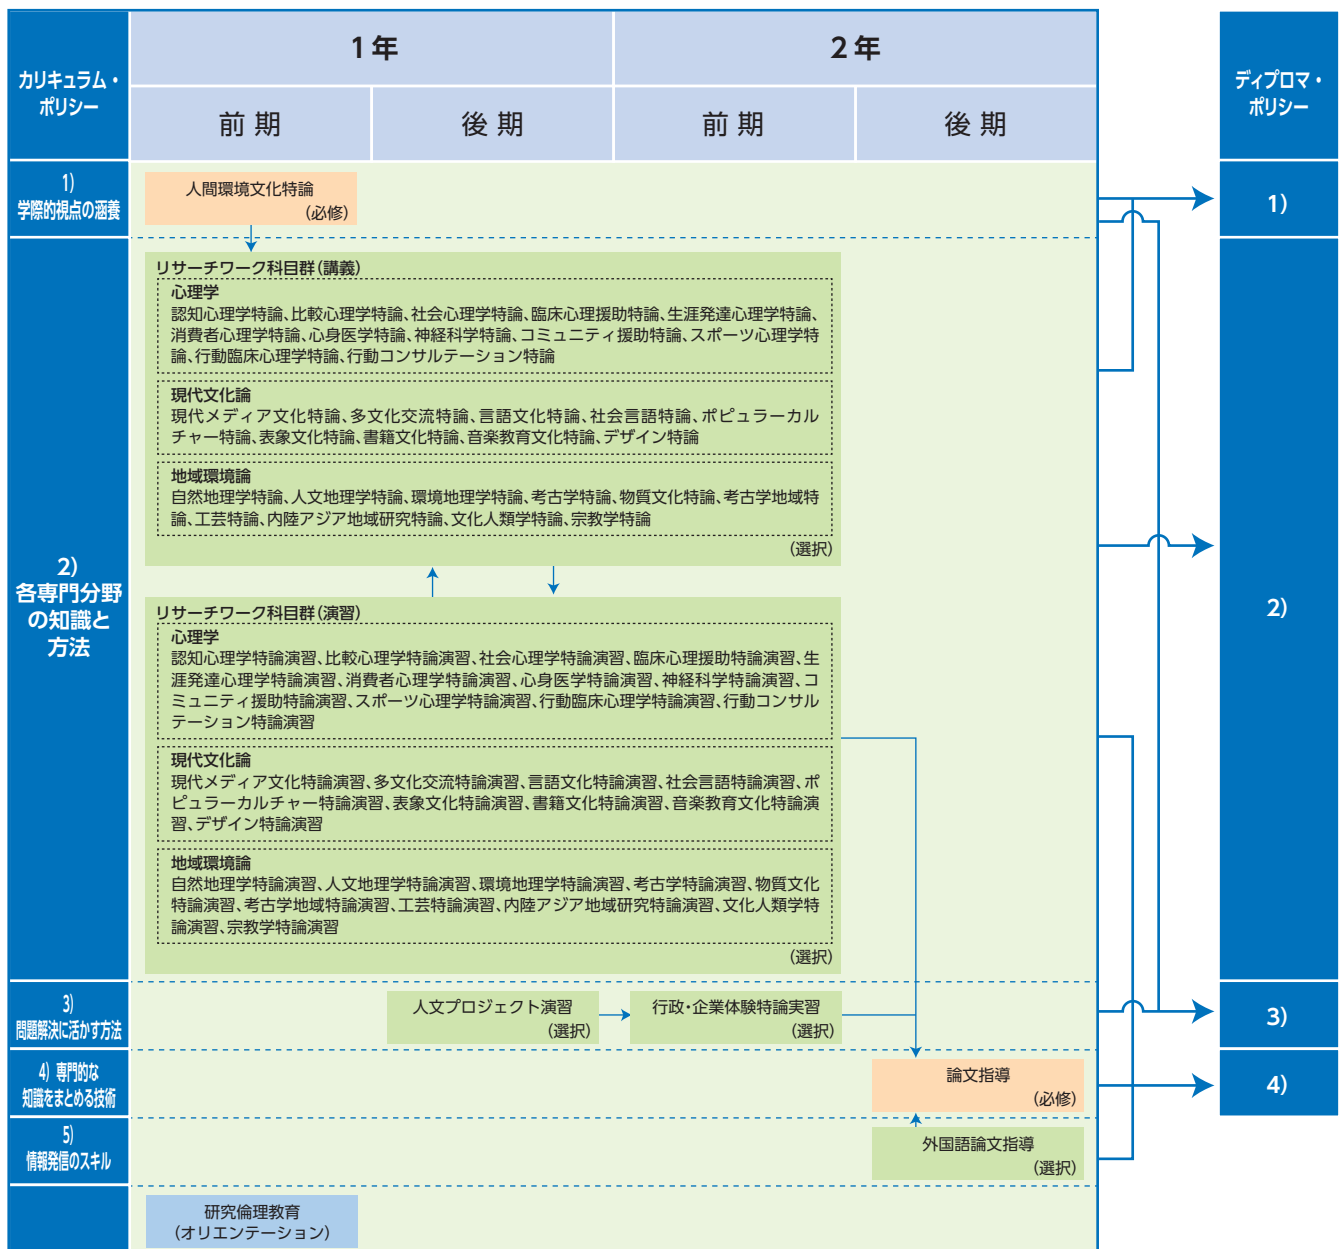 カリキュラム・
ポリシー
1年
2年
前期
後期
前期
後期
ディプロマ・
ポリシー
1)
学際的視点の涵養
人間環境文化特論
(必修)
1)
2)
各専門分野
の知識と
方法
リサーチワーク科目群(講義)
心理学
認知心理学特論、比較心理学特論、社会心理学特論、臨床心理援助特論、生涯発達心理学特論、
消費者心理学特論、心身医学特論、神経科学特論、コミュニティ援助特論、スポーツ心理学特
論、行動臨床心理学特論、行動コンサルテーション特論
現代文化論
現代メディア文化特論、多文化交流特論、言語文化特論、社会言語特論、ポピュラーカル
チャー特論、表象文化特論、書籍文化特論、音楽教育文化特論、デザイン特論
地域環境論
自然地理学特論、人文地理学特論、環境地理学特論、考古学特論、物質文化特論、考古学地域特
論、工芸特論、内陸アジア地域研究特論、文化人類学特論、宗教学特論
(選択)
リサーチワーク科目群(演習)
心理学
認知心理学特論演習、比較心理学特論演習、社会心理学特論演習、臨床心理援助特論演習、生
涯発達心理学特論演習、消費者心理学特論演習、心身医学特論演習、神経科学特論演習、コ
ミュニティ援助特論演習、スポーツ心理学特論演習、行動臨床心理学特論演習、行動コンサル
テーション特論演習
現代文化論
現代メディア文化特論演習、多文化交流特論演習、言語文化特論演習、社会言語特論演習、ポ
ピュラーカルチャー特論演習、表象文化特論演習、書籍文化特論演習、音楽教育文化特論演
習、デザイン特論演習
地域環境論
自然地理学特論演習、人文地理学特論演習、環境地理学特論演習、考古学特論演習、物質文化
特論演習、考古学地域特論演習、工芸特論演習、内陸アジア地域研究特論演習、文化人類学特
論演習、宗教学特論演習
(選択)
2)
3)
問題解決に活かす方法
人文プロジェクト演習
(選択)
行政・企業体験特論実習
(選択)
3)
4) 専門的な
知識をまとめる技術
論文指導
(必修)
4)
5)
情報発信のスキル
外国語論文指導
(選択)
研究倫理教育
(オリエンテーション)